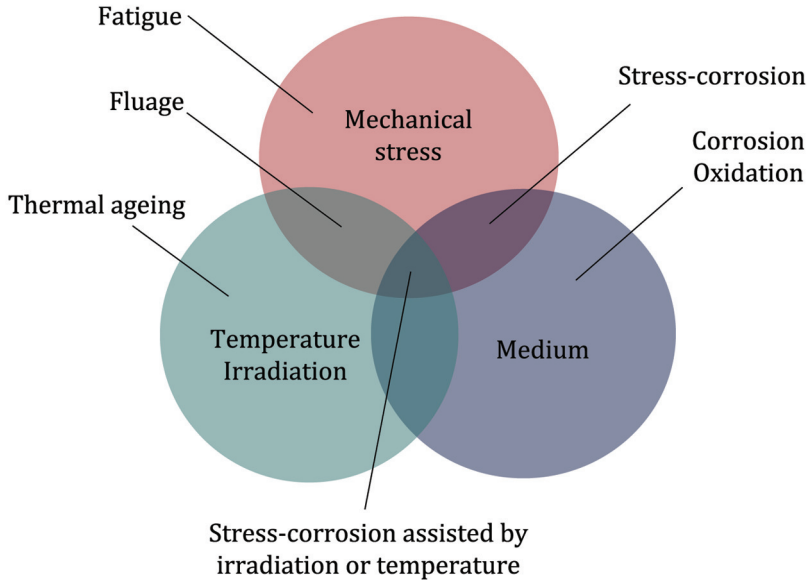 Fatigue
Fluage
Thermal ageing
Mechanical
stress
Stress-corrosion
Corrosion
Oxidation
Temperature
Irradiation
Medium
Stress-corrosion assisted by
irradiation or temperature